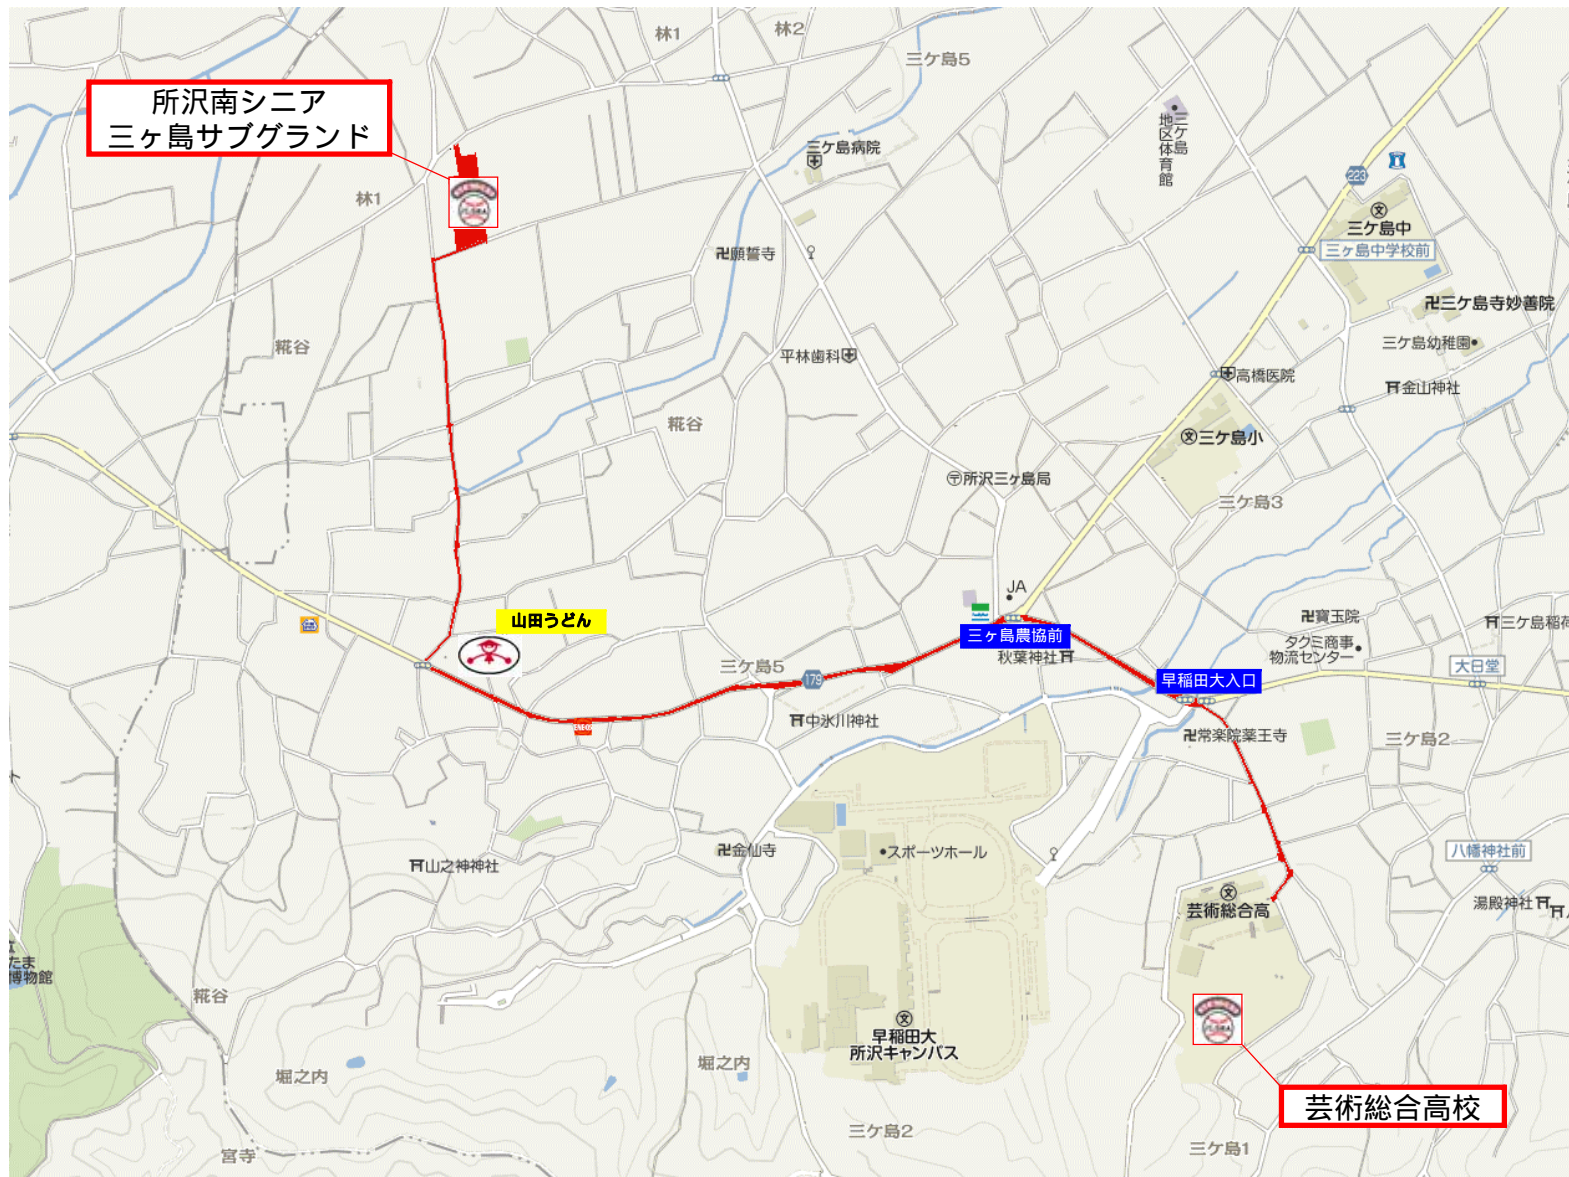 林1
林2
三ケ島5
所沢南シニア
三ヶ島サブグランド
三ケ島病院
三ケ島
地区体育館
223
林1
三ケ島中
三ヶ島中学校前
卍願誓寺
卍三ケ島寺妙善院
三ケ島幼稚園
糀谷
平林歯科
高橋医院
金山神社
糀谷
三ケ島小
所沢三ヶ島局
三ケ島3
JA
山田うどん
三ヶ島農協前
卍寶玉院
三ケ島稲荷
タクミ商事
物流センター
秋葉神社
大日堂
三ケ島5
179
早稲田大入口
中氷川神社
卍常楽院薬王寺
三ケ島2
卍金仙寺
スポーツホール
八幡神社前
山之神神社
文
芸術総合高
湯殿神社
たま
博物館
糀谷
早稲田大
所沢キャンパス
堀之内
堀之内
芸術総合高校
三ケ島2
三ケ島1
宮寺